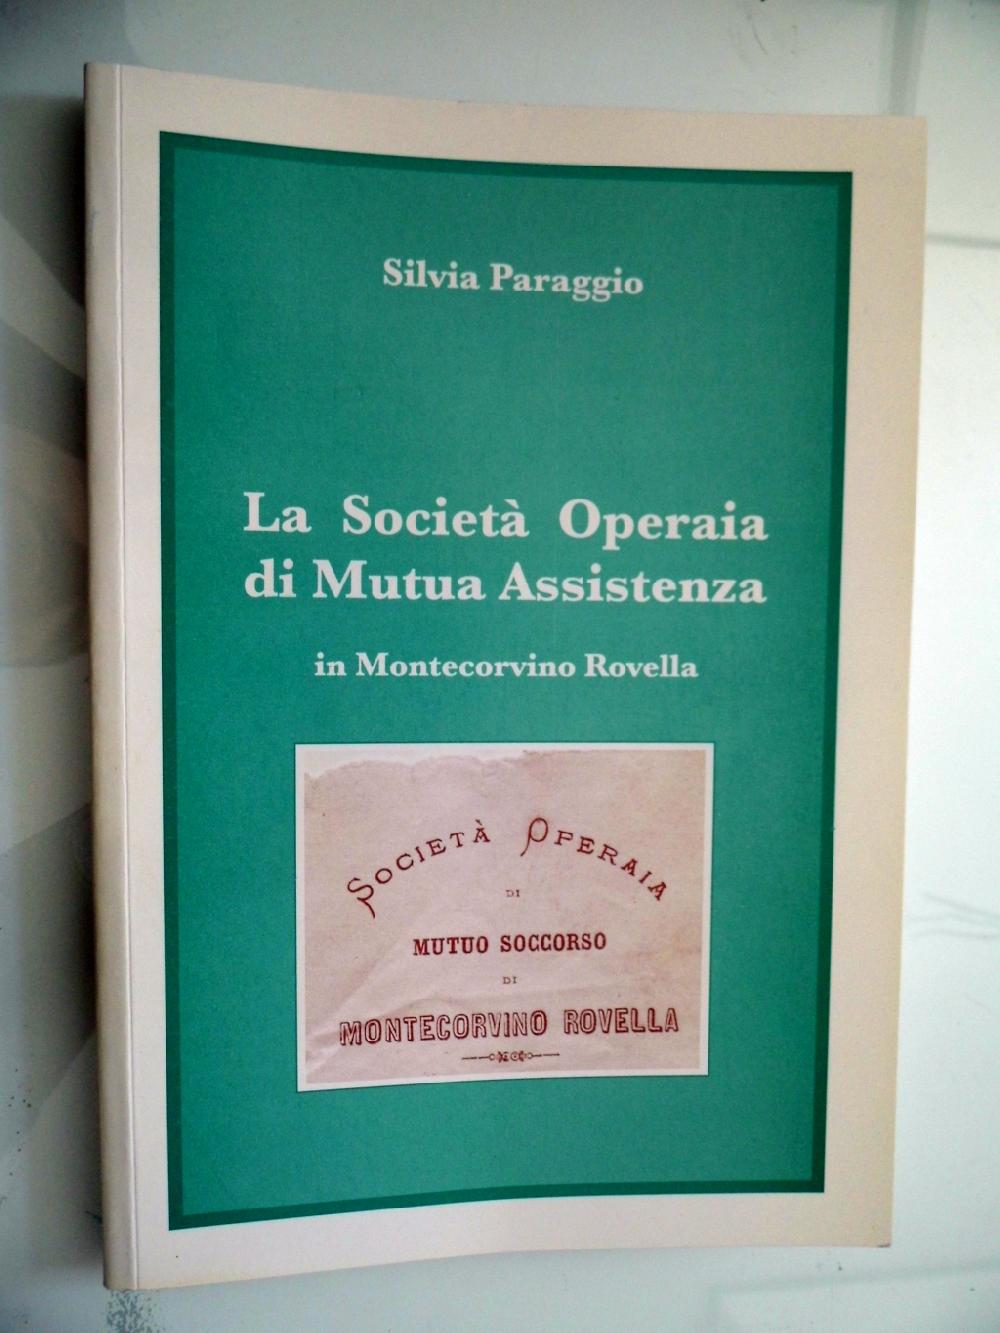 Silvia Paraggio
La Società Operaia
di Mutua Assistenza
in Montecorvino Rovella
SOCIETÀ OPERAIA
DI
MUTUO SOCCORSO
DI
MONTECORVINO ROVELLA